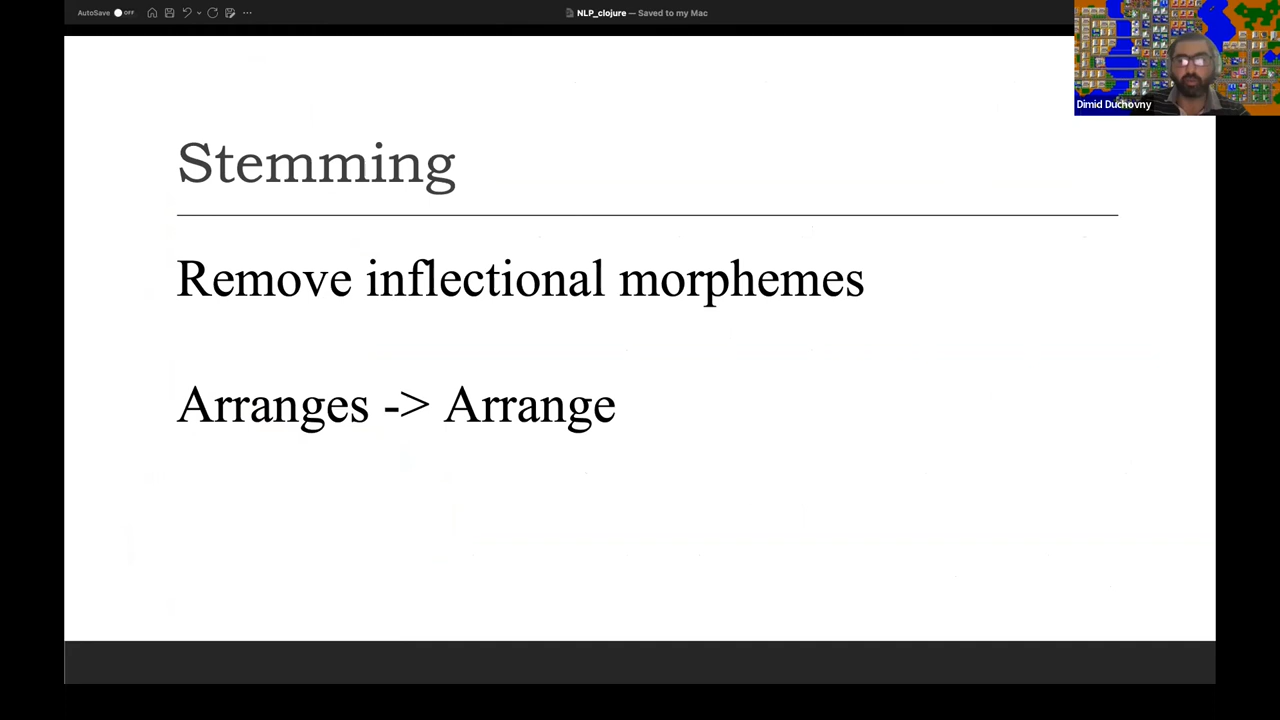 AutoSave OFF
NLP_clojure — Saved to my Mac
Dimid Duchovny
Stemming
Remove inflectional morphemes
Arranges -> Arrange